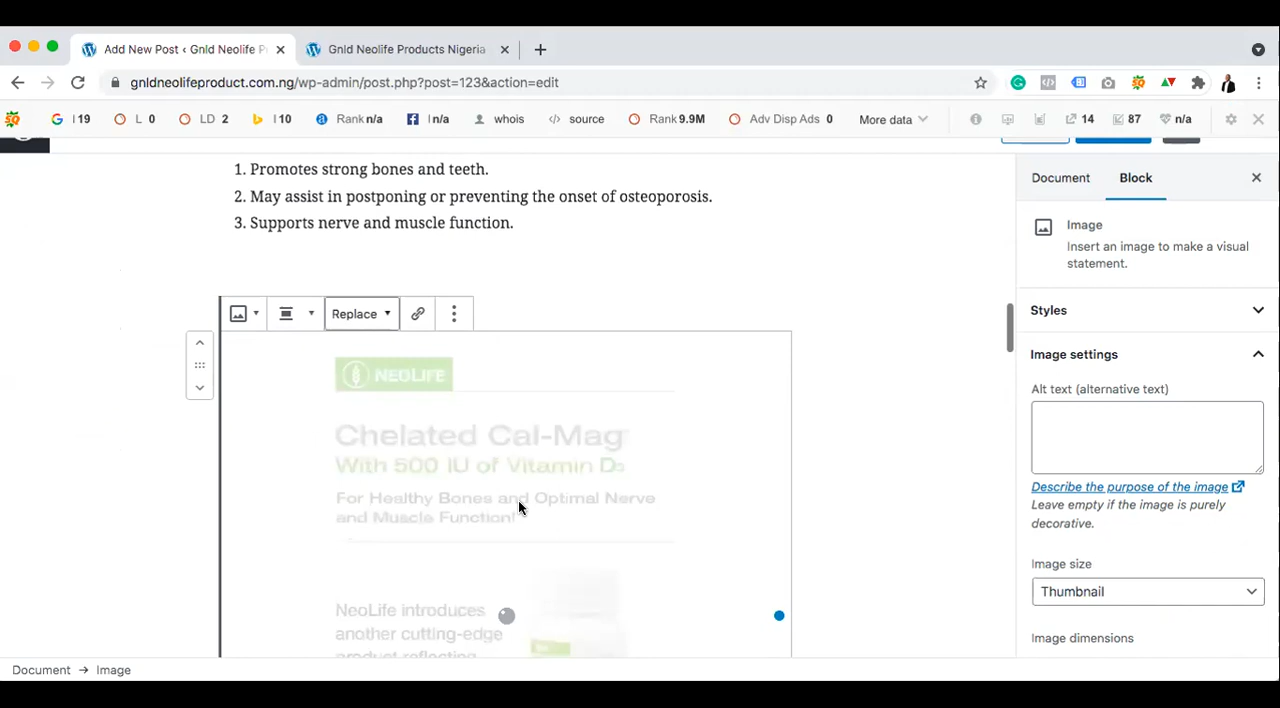 Add New Post ‹ Gnld Neolife P
Gnld Neolife Products Nigeria
gnldneolifeproduct.com.ng/wp-admin/post.php?post=123&action=edit
I 19
L 0
LD 2
I 10
Rank n/a
I n/a
whois
source
Rank 9.9M
Adv Disp Ads 0
More data
14
87
n/a
1. Promotes strong bones and teeth.
2. May assist in postponing or preventing the onset of osteoporosis.
3. Supports nerve and muscle function.
Replace
NEOLIFE
Chelated Cal-Mag
With 500 IU of Vitamin D3
For Healthy Bones and Optimal Nerve
and Muscle Function!
NeoLife introduces
another cutting-edge
product reflecting
Document
Block
Image
Insert an image to make a visual
statement.
Styles
Image settings
Alt text (alternative text)
Describe the purpose of the image
Leave empty if the image is purely
decorative.
Image size
Thumbnail
Image dimensions
Document → Image